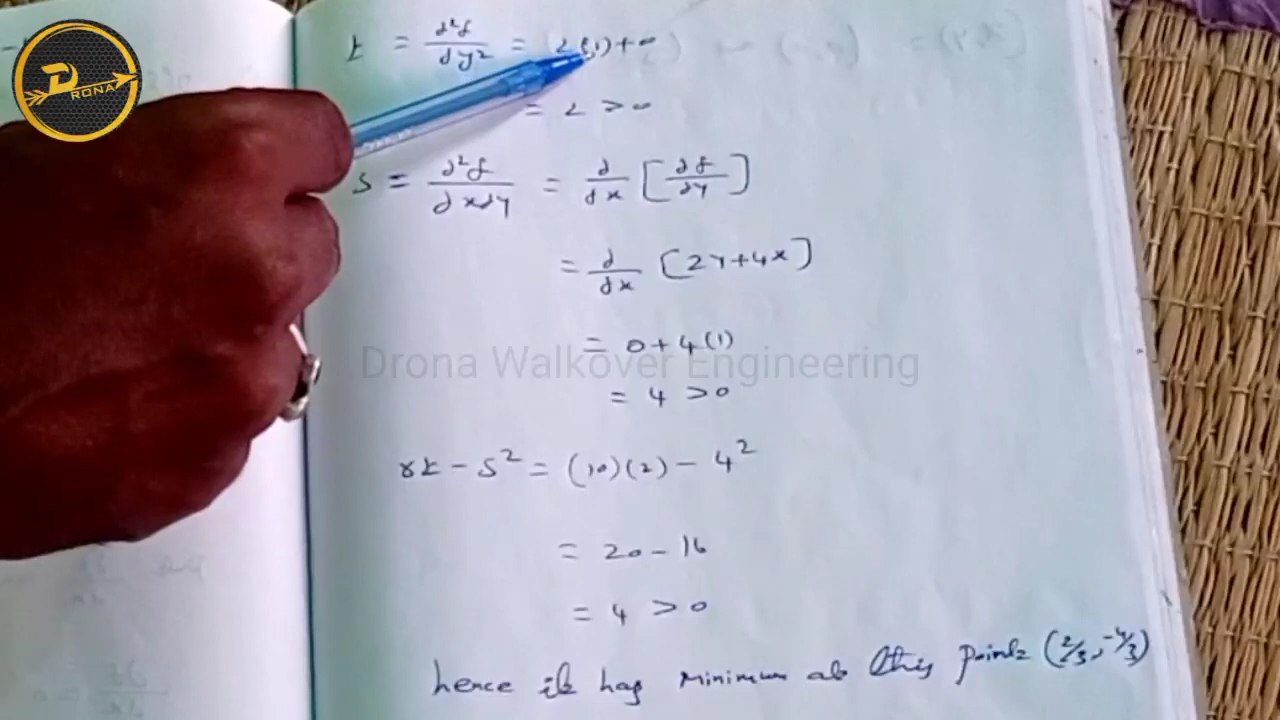 DRONA
t = ∂²f/∂y² = 2(1)+0
= 2 > 0
s = ∂²f/∂x∂y = ∂/∂x [∂f/∂y]
= ∂/∂x [2y+4x]
= 0+4(1)
Drona Walkover Engineering
= 4 > 0
rt - s² = (10)(2) - 4²
= 20 - 16
= 4 > 0
hence it has minimum at this point (2/3, -4/3)